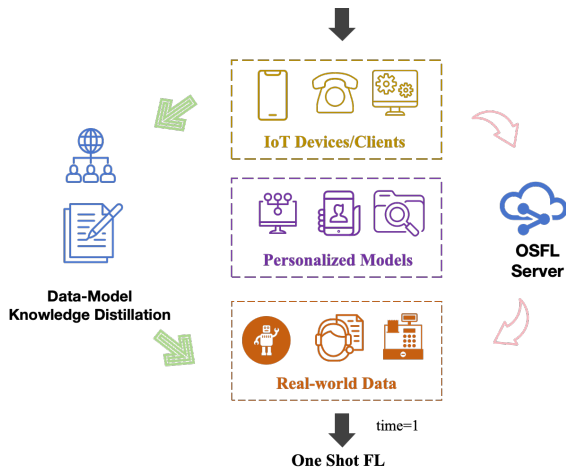 IoT Devices/Clients
Personalized Models
OSFL
Server
Data-Model
Knowledge Distillation
Real-world Data
time=1
One Shot FL